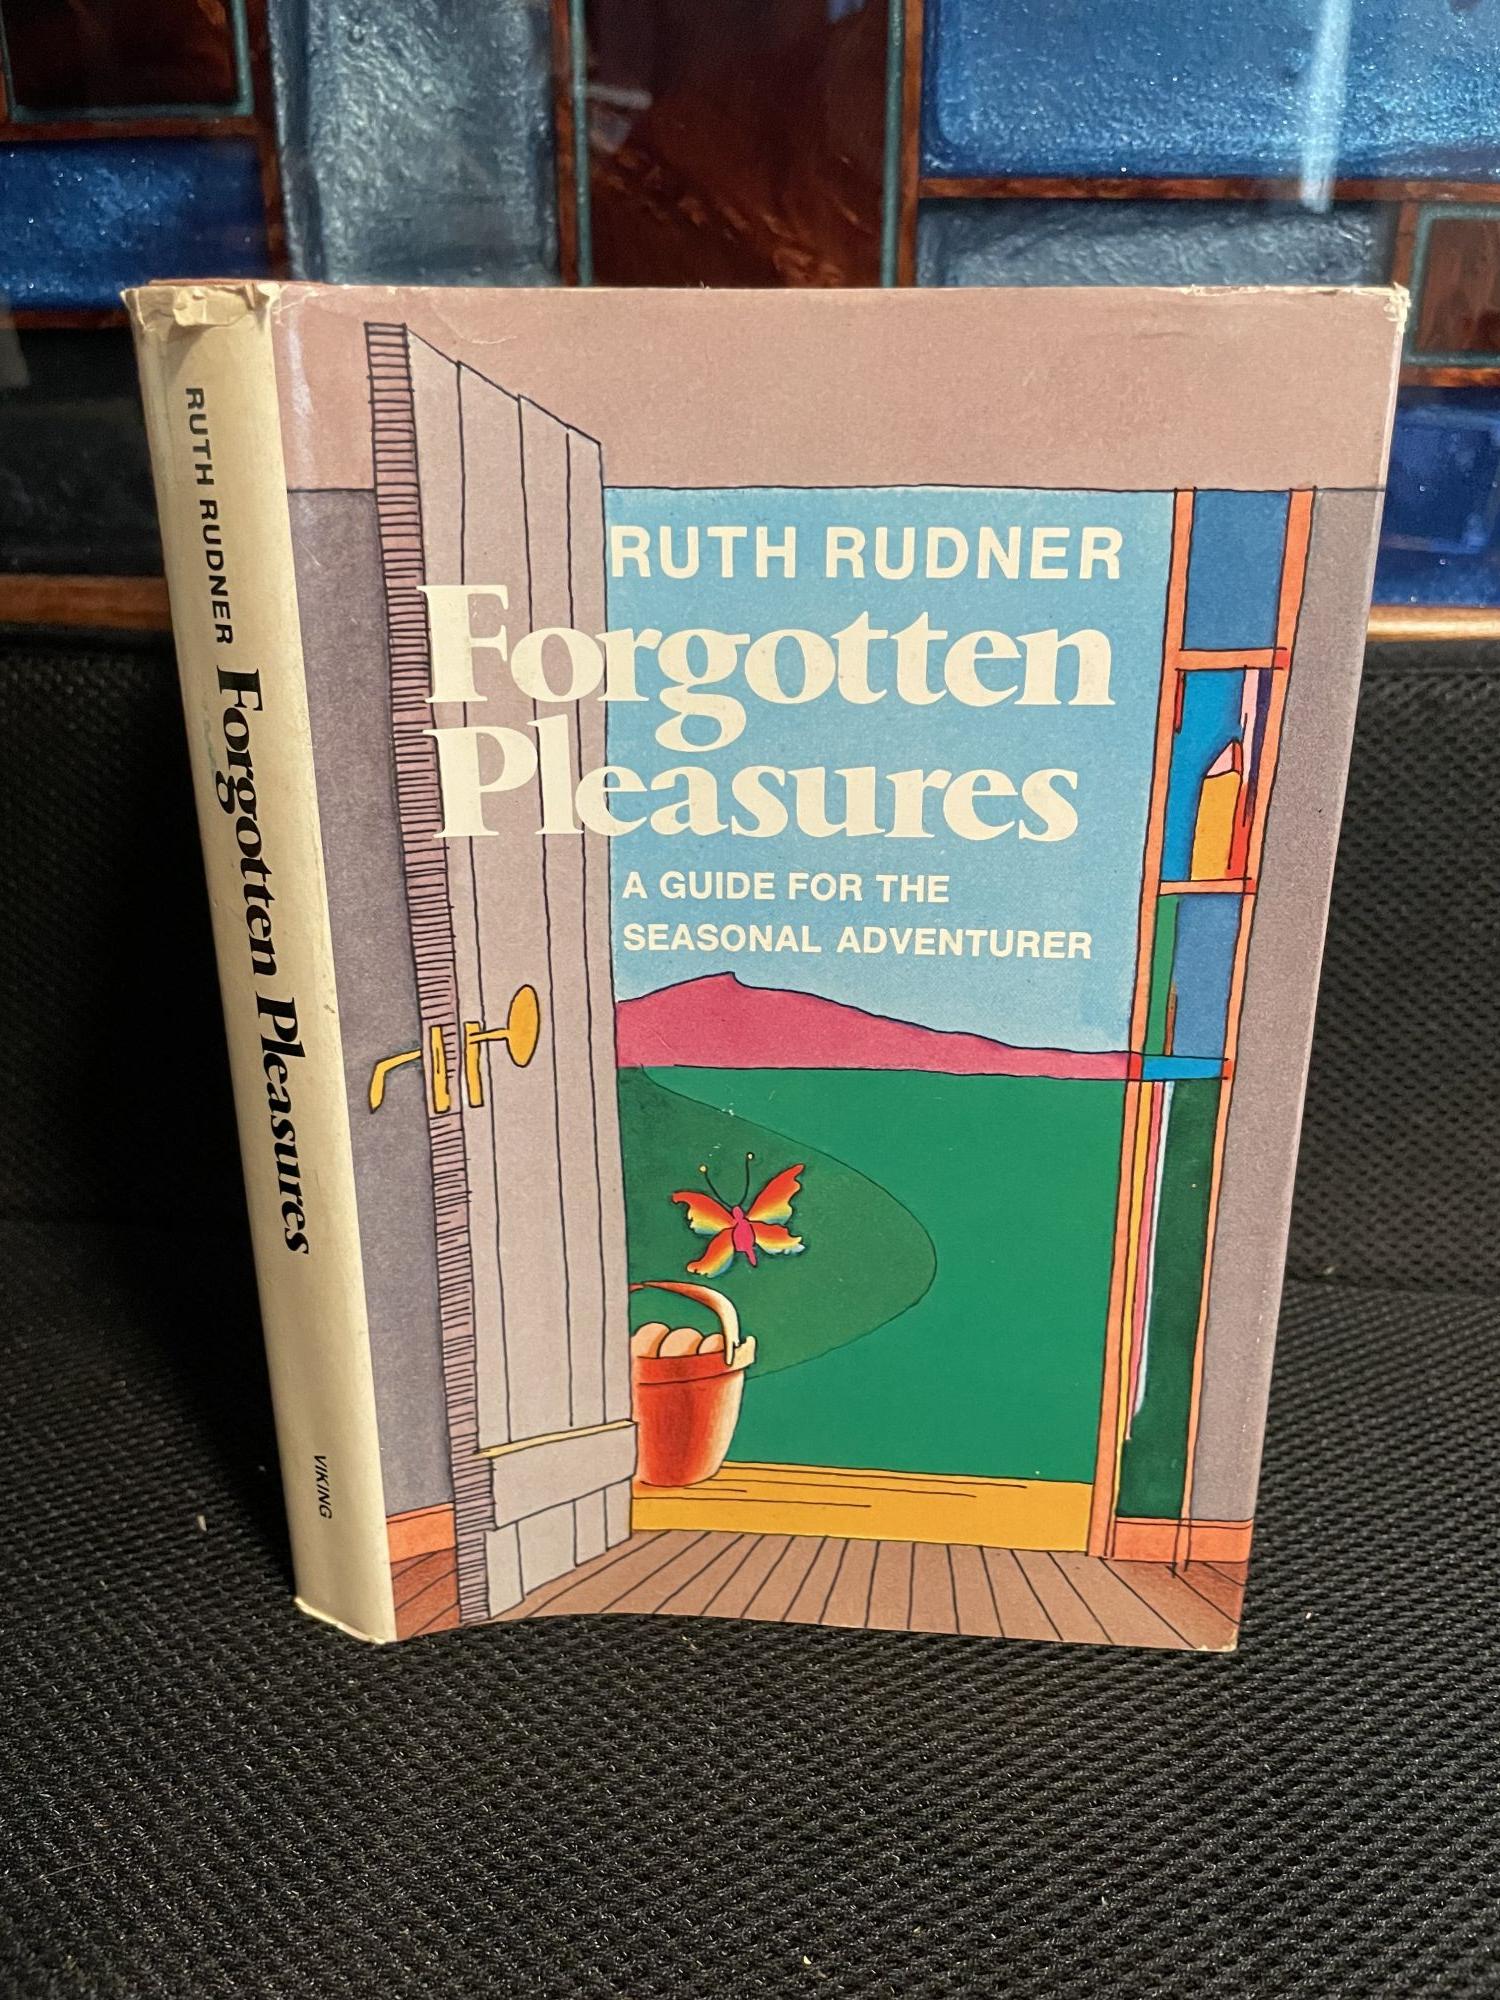 RUTH RUDNER
Forgotten
Pleasures
A GUIDE FOR THE
SEASONAL ADVENTURER
RUTH RUDNER Forgotten Pleasures
VIKING